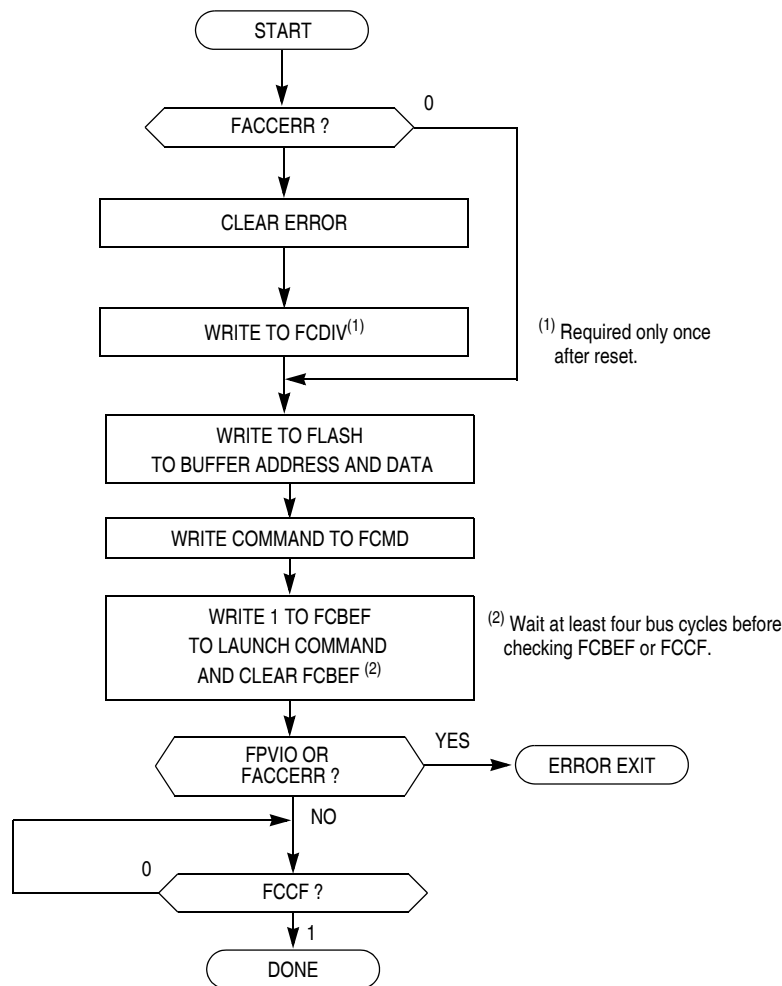 START
0
FACCERR ?
CLEAR ERROR
WRITE TO FCDIV(1)
(1) Required only once
after reset.
WRITE TO FLASH
TO BUFFER ADDRESS AND DATA
WRITE COMMAND TO FCMD
WRITE 1 TO FCBEF
TO LAUNCH COMMAND
AND CLEAR FCBEF (2)
(2) Wait at least four bus cycles before
checking FCBEF or FCCF.
FPVIO OR
FACCERR ?
YES
ERROR EXIT
NO
0
FCCF ?
1
DONE